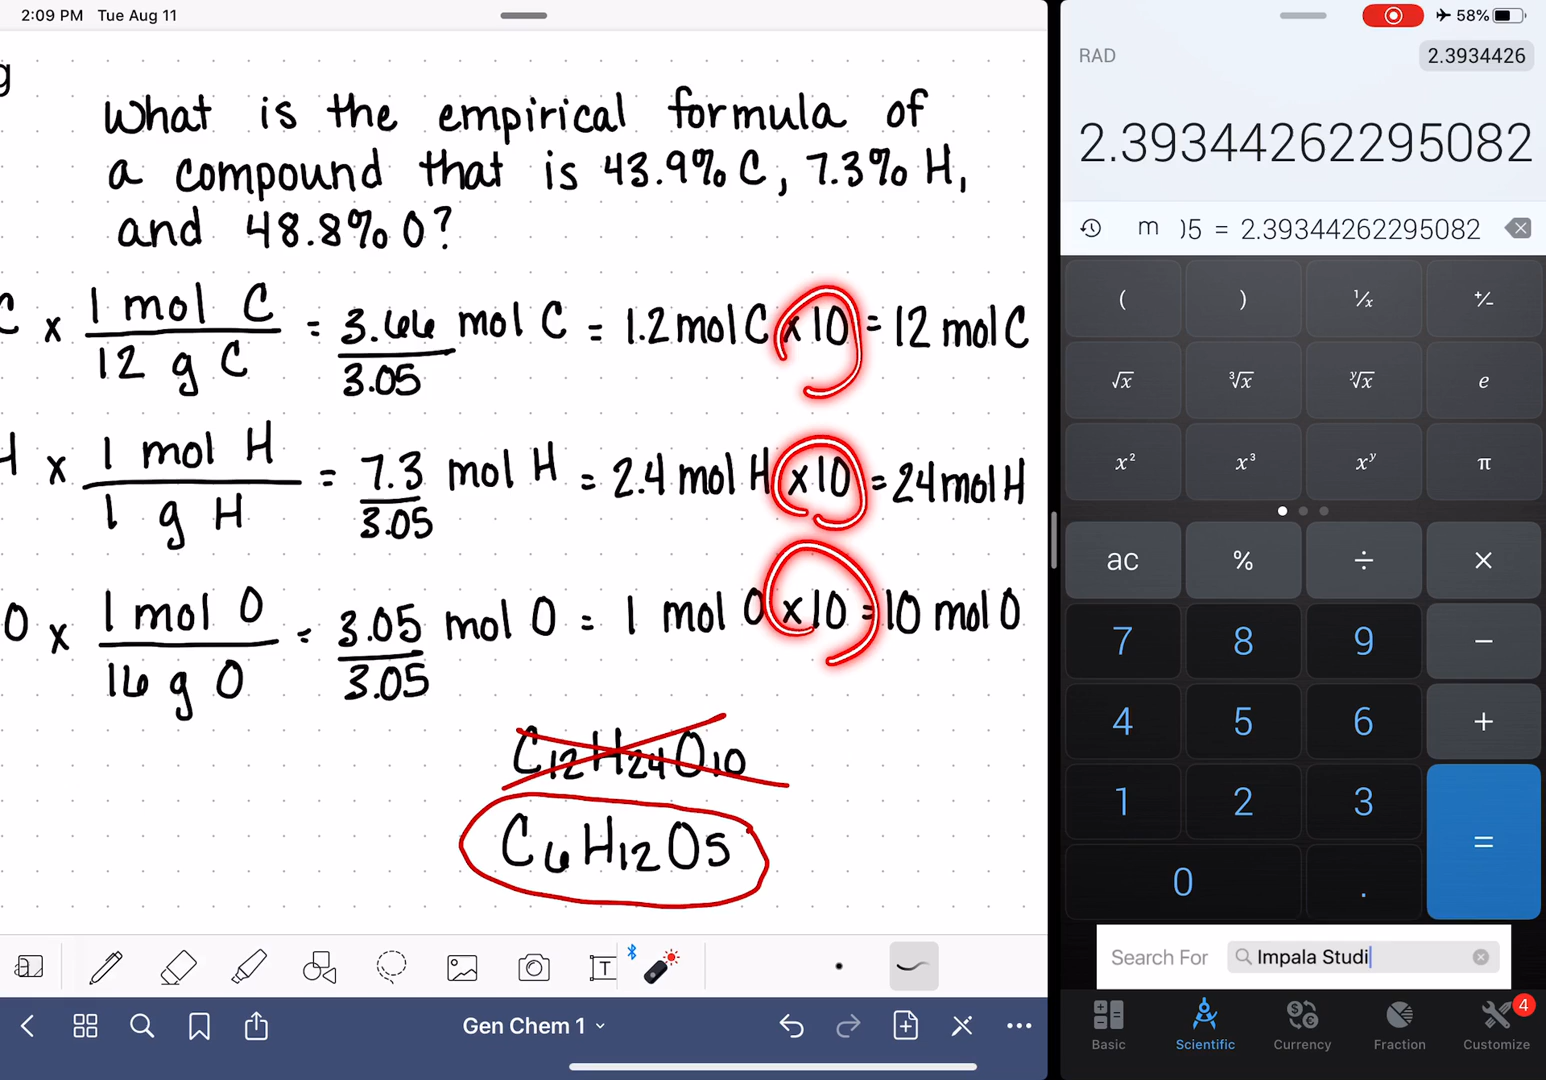 2:09 PM Tue Aug 11
58%
g
What is the empirical formula of
a compound that is 43.9% C, 7.3% H,
and 48.8% O?
C x 1 mol C / 12 g C = 3.66 / 3.05 mol C = 1.2 mol C x 10 = 12 mol C
H x 1 mol H / 1 g H = 7.3 / 3.05 mol H = 2.4 mol H x 10 = 24 mol H
O x 1 mol O / 16 g O = 3.05 / 3.05 mol O = 1 mol O x 10 = 10 mol O
C12H24O10
C6H12O5
T
Gen Chem 1
RAD 2.3934426
2.39344262295082
m )5 = 2.39344262295082
( ) 1/x +/-
√x ³√x ʸ√x e
x² x³ xʸ π
ac % ÷ ×
7 8 9 −
4 5 6 +
1 2 3 =
0 .
Search For Impala Studi
4
Basic Scientific Currency Fraction Customize